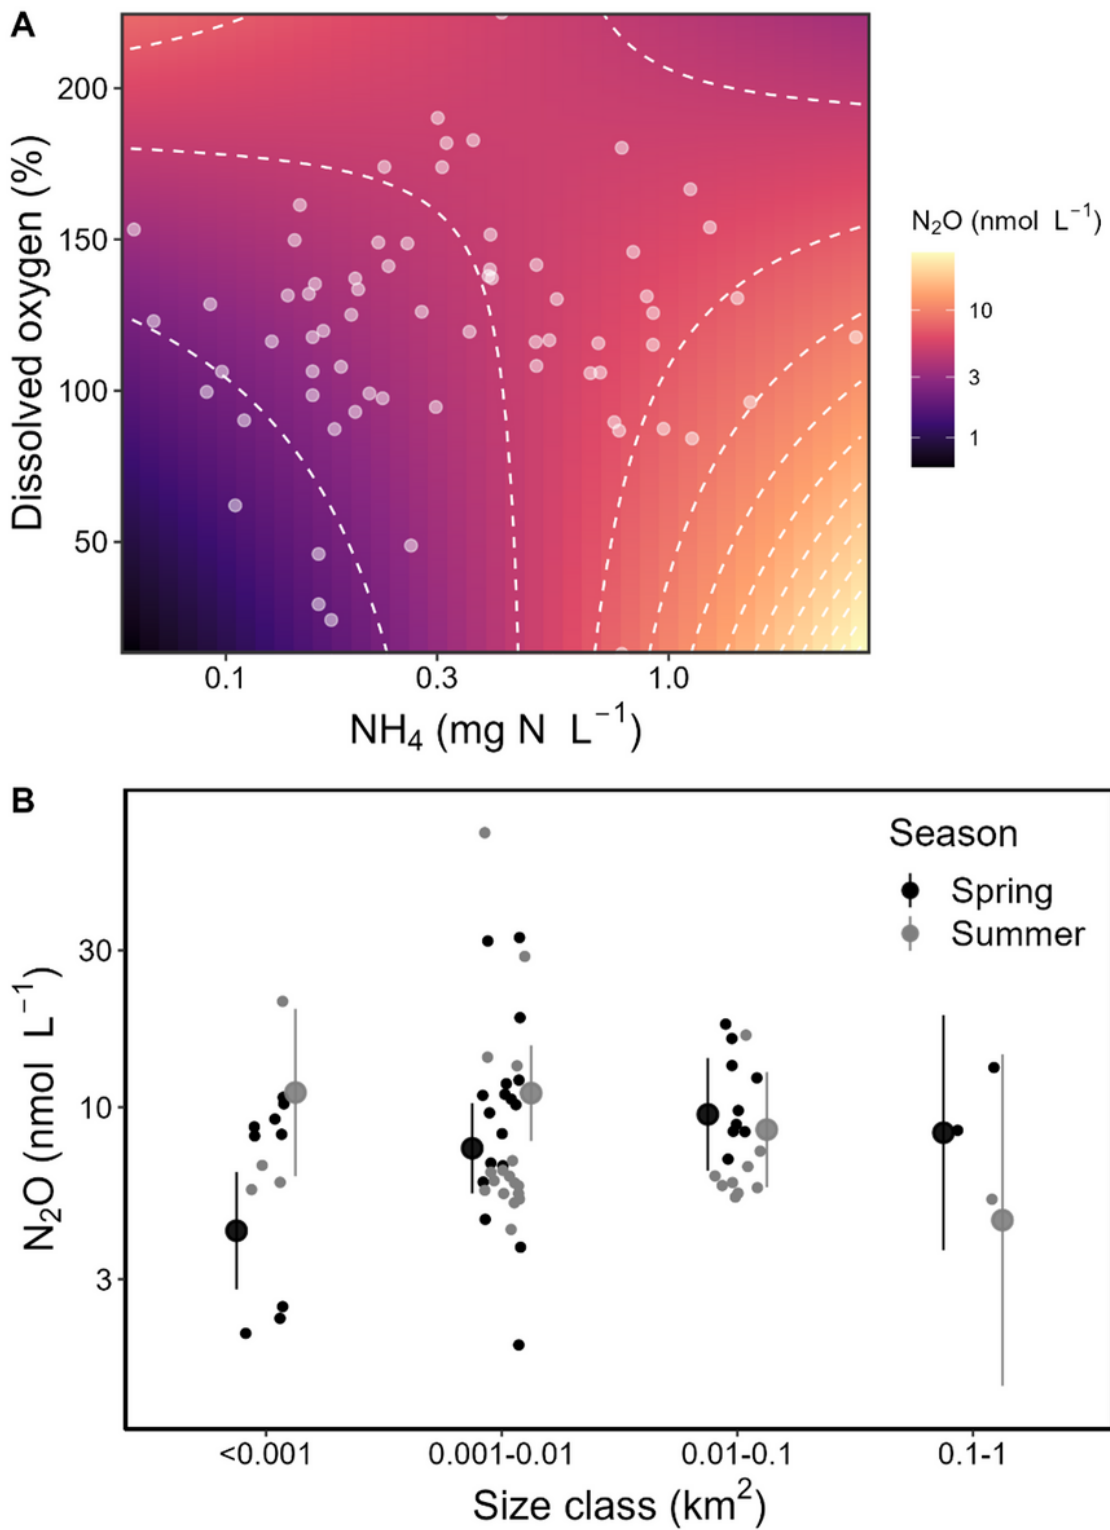 A
Dissolved oxygen (%)
200
150
100
50
0.1
0.3
1.0
NH₄ (mg N L⁻¹)
N₂O (nmol L⁻¹)
10
3
1
B
N₂O (nmol L⁻¹)
30
10
3
Season
Spring
Summer
<0.001
0.001-0.01
0.01-0.1
0.1-1
Size class (km²)